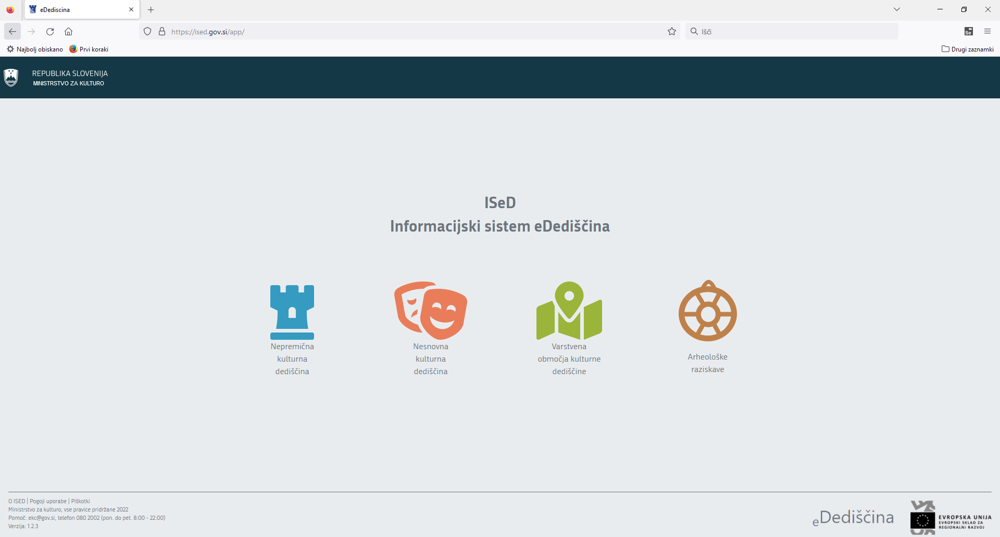 eDediscina
https://ised.gov.si/app/
Išči
Se
Najbolj obiskano
Prvi koraki
Drugi zaznamki
REPUBLIKA SLOVENIJA
MINISTRSTVO ZA KULTURO
ISeD
Informacijski sistem eDediščina
Nepremična
kulturna
dediščina
Nesnovna
kulturna
dediščina
Varstvena
območja kulturne
dediščine
Arheološke
raziskave
O ISED | Pogoji uporabe | Piškotki
Ministrstvo za kulturo, vse pravice pridržane 2022
Pomoč: ekc@gov.si, telefon 080 2002 (pon. do pet. 8:00 - 22:00)
Verzija: 1.2.3
eDediščina
EVROPSKA UNIJA
EVROPSKI SKLAD ZA
REGIONALNI RAZVOJ